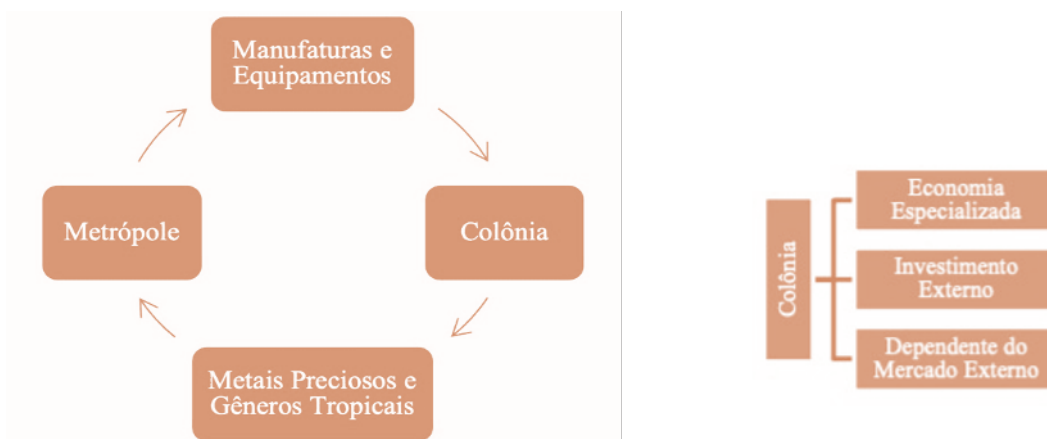 Manufaturas e
Equipamentos
Metrópole
Colônia
Metais Preciosos e
Gêneros Tropicais
Colônia
Economia
Especializada
Investimento
Externo
Dependente do
Mercado Externo